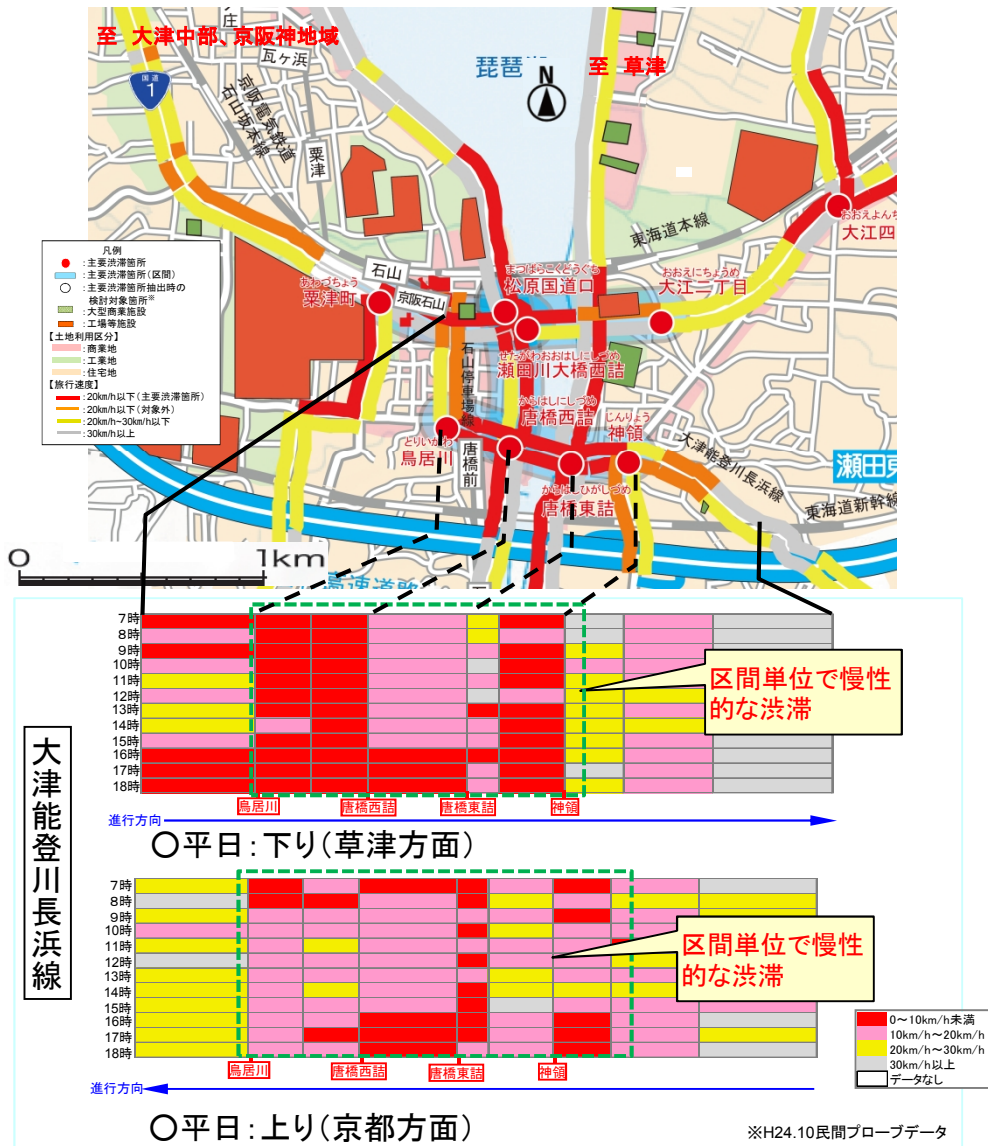 至 大津中部、京阪神地域
瓦ヶ浜
国道
1
京阪電気鉄道
石山坂本線
粟津
琵琶
N
至 草津
東海道本線
おおえよんち
大江四
凡例
:主要渋滞箇所
:主要渋滞箇所(区間)
:主要渋滞箇所抽出時の
検討対象箇所※
:大型商業施設
:工場等施設
【土地利用区分】
:商業地
:工業地
:住宅地
【旅行速度】
:20km/h以下(主要渋滞箇所)
:20km/h以下(対象外)
:20km/h~30km/h以下
:30km/h以上
あわづちょう
粟津町
石山
京阪石山
まつばらこくどうぐち
松原国道口
おおえにちょうめ
大江二丁目
石山停車場線
せたがわおおはしにしづめ
瀬田川大橋西詰
からはしにしづめ
唐橋西詰
じんりょう
神領
とりいがわ
鳥居川
唐橋前
からはしひがしづめ
唐橋東詰
大津能登川長浜線
瀬田東
東海道新幹線
高速道路
0 1km
大津能登川長浜線
7時
8時
9時
10時
11時
12時
13時
14時
15時
16時
17時
18時
区間単位で慢性
的な渋滞
鳥居川 唐橋西詰 唐橋東詰 神領
進行方向
○平日:下り(草津方面)
7時
8時
9時
10時
11時
12時
13時
14時
15時
16時
17時
18時
区間単位で慢性
的な渋滞
鳥居川 唐橋西詰 唐橋東詰 神領
進行方向
○平日:上り(京都方面)
0~10km/h未満
10km/h~20km/h
20km/h~30km/h
30km/h以上
データなし
※H24.10民間プローブデータ